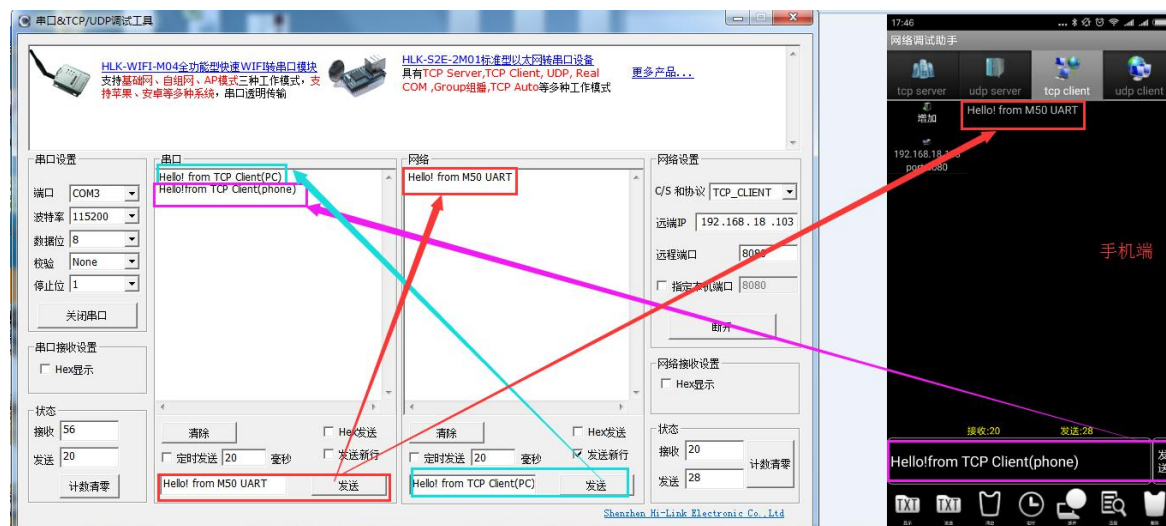 串口&TCP/UDP调试工具
HLK-WIFI-M04全功能型快速WIFI转串口模块
支持基础网、自组网、AP模式三种工作模式,支
持苹果、安卓等多种系统,串口透明传输
HLK-S2E-2M01标准型以太网转串口设备
具有TCP Server,TCP Client, UDP, Real
COM ,Group组播,TCP Auto等多种工作模式
更多产品...
串口设置
端口 COM3
波特率 115200
数据位 8
校验 None
停止位 1
关闭串口
串口接收设置
Hex显示
状态
接收 56
发送 20
计数清零
串口
Hello! from TCP Client(PC)
Hello!from TCP Client(phone)
清除
Hex发送
定时发送 20 毫秒
发送新行
Hello! from M50 UART
发送
网络
Hello! from M50 UART
清除
Hex发送
定时发送 20 毫秒
发送新行
Hello! from TCP Client(PC)
发送
网络设置
C/S 和协议 TCP_CLIENT
远端IP 192.168.18.103
远程端口 8080
指定本机端口 8080
断开
网络接收设置
Hex显示
状态
接收 20
发送 28
计数清零
Shenzhen Hi-Link Electronic Co.,Ltd
17:46
网络调试助手
tcp server
udp server
tcp client
udp client
增加
Hello! from M50 UART
手机端
接收:20
发送:28
Hello!from TCP Client(phone)
发送
TXT
TXT